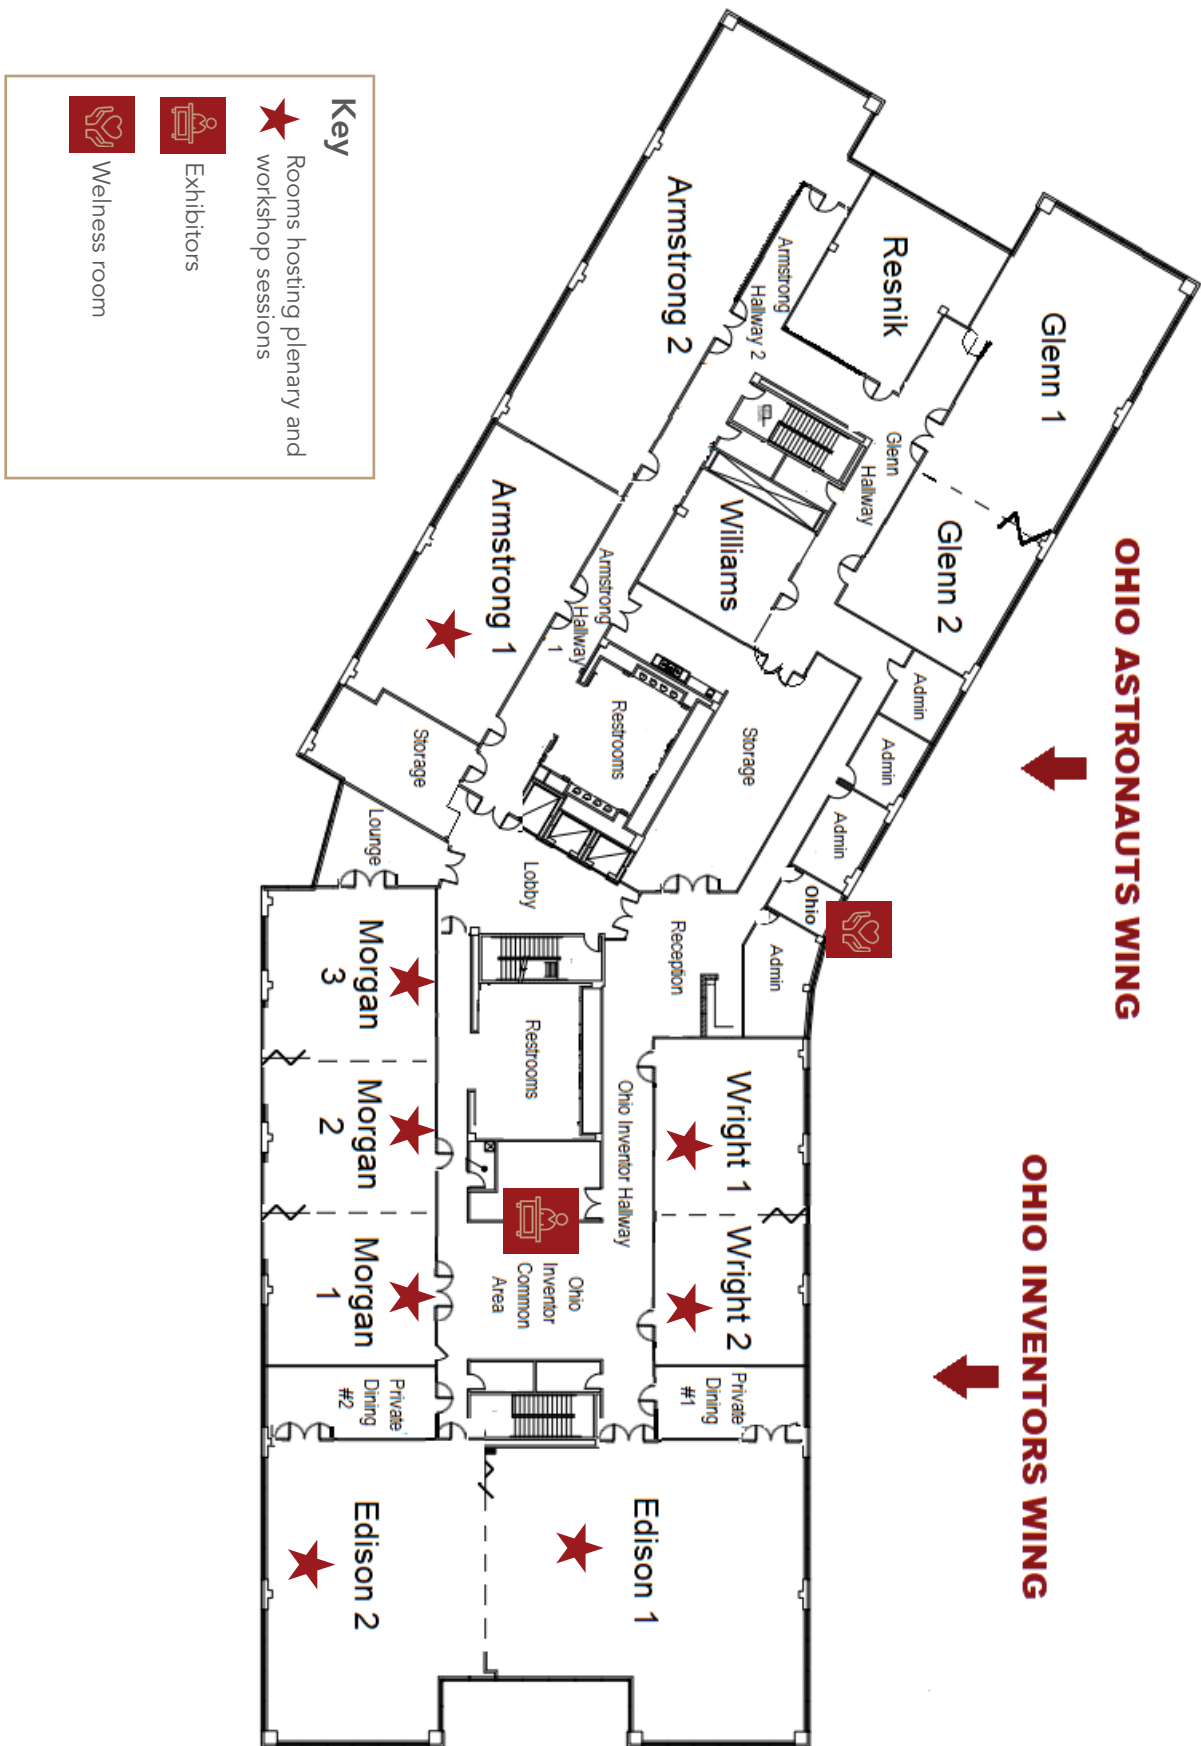 OHIO ASTRONAUTS WING
OHIO INVENTORS WING
Glenn 1
Glenn 2
Resnik
Glenn
Hallway
Armstrong
Hallway 2
Armstrong 2
Williams
Armstrong
Hallway
1
Armstrong 1
Restrooms
Storage
Storage
Admin
Admin
Admin
Ohio
Admin
Lounge
Lobby
Reception
Morgan
3
Morgan
2
Morgan
1
Restrooms
Ohio Inventor Hallway
Ohio
Inventor
Common
Area
Wright 1
Wright 2
Private
Dining
#1
Private
Dining
#2
Edison 1
Edison 2
Key
Rooms hosting plenary and
workshop sessions
Exhibitors
Welness room